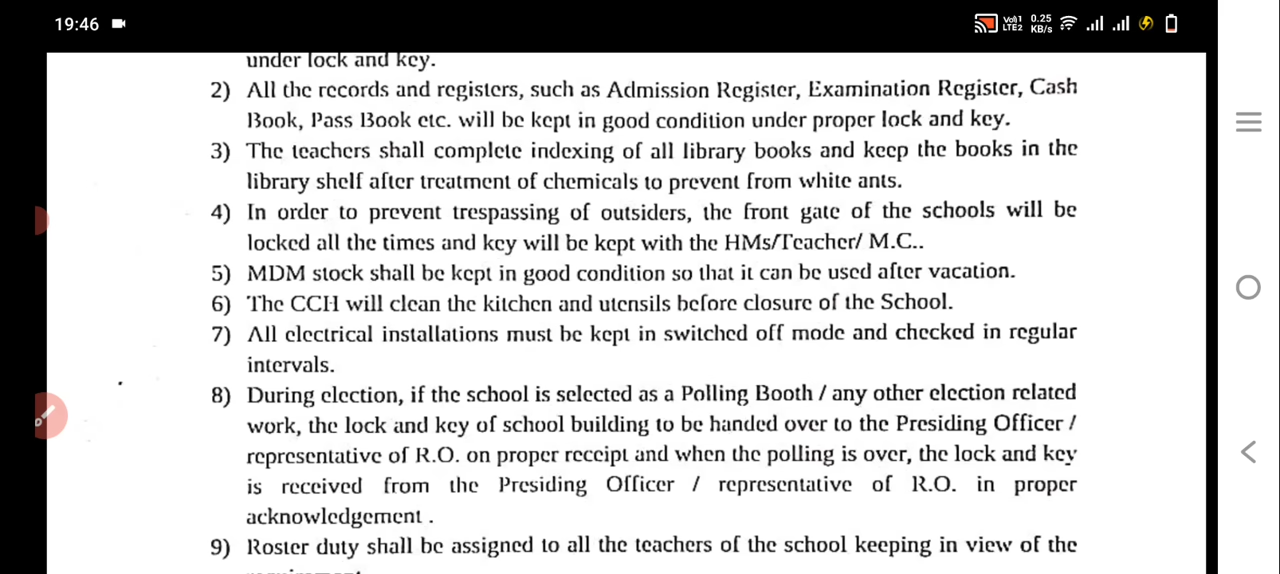 19:46
Vo)) 1
LTE2
0.25
KB/s
under lock and key.
2) All the records and registers, such as Admission Register, Examination Register, Cash
Book, Pass Book etc. will be kept in good condition under proper lock and key.
3) The teachers shall complete indexing of all library books and keep the books in the
library shelf after treatment of chemicals to prevent from white ants.
4) In order to prevent trespassing of outsiders, the front gate of the schools will be
locked all the times and key will be kept with the HMs/Teacher/ M.C..
5) MDM stock shall be kept in good condition so that it can be used after vacation.
6) The CCH will clean the kitchen and utensils before closure of the School.
7) All electrical installations must be kept in switched off mode and checked in regular
intervals.
8) During election, if the school is selected as a Polling Booth / any other election related
work, the lock and key of school building to be handed over to the Presiding Officer /
representative of R.O. on proper receipt and when the polling is over, the lock and key
is received from the Presiding Officer / representative of R.O. in proper
acknowledgement .
9) Roster duty shall be assigned to all the teachers of the school keeping in view of the